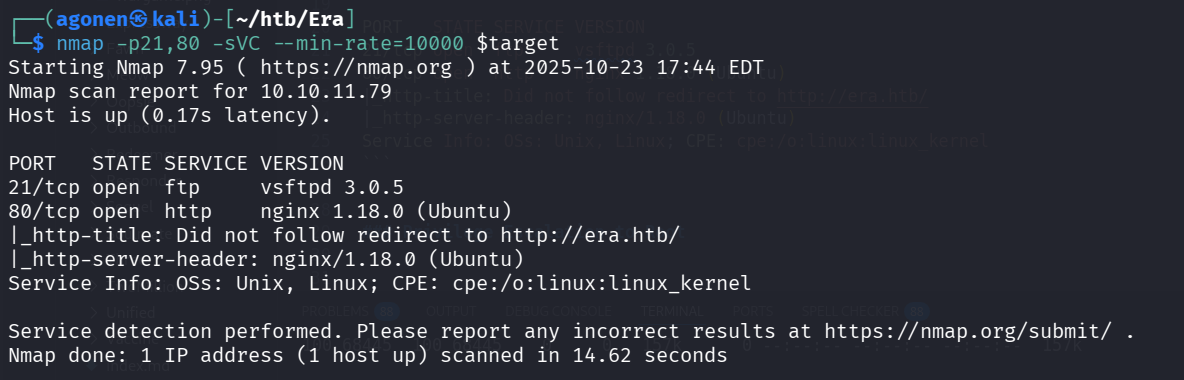 ┌──(agonen㉿kali)-[~/htb/Era]
└─$ nmap -p21,80 -sVC --min-rate=10000 $target
Starting Nmap 7.95 ( https://nmap.org ) at 2025-10-23 17:44 EDT
Nmap scan report for 10.10.11.79
Host is up (0.17s latency).

PORT   STATE SERVICE VERSION
21/tcp open  ftp     vsftpd 3.0.5
80/tcp open  http    nginx 1.18.0 (Ubuntu)
|_http-title: Did not follow redirect to http://era.htb/
|_http-server-header: nginx/1.18.0 (Ubuntu)
Service Info: OSs: Unix, Linux; CPE: cpe:/o:linux:linux_kernel

Service detection performed. Please report any incorrect results at https://nmap.org/submit/ .
Nmap done: 1 IP address (1 host up) scanned in 14.62 seconds